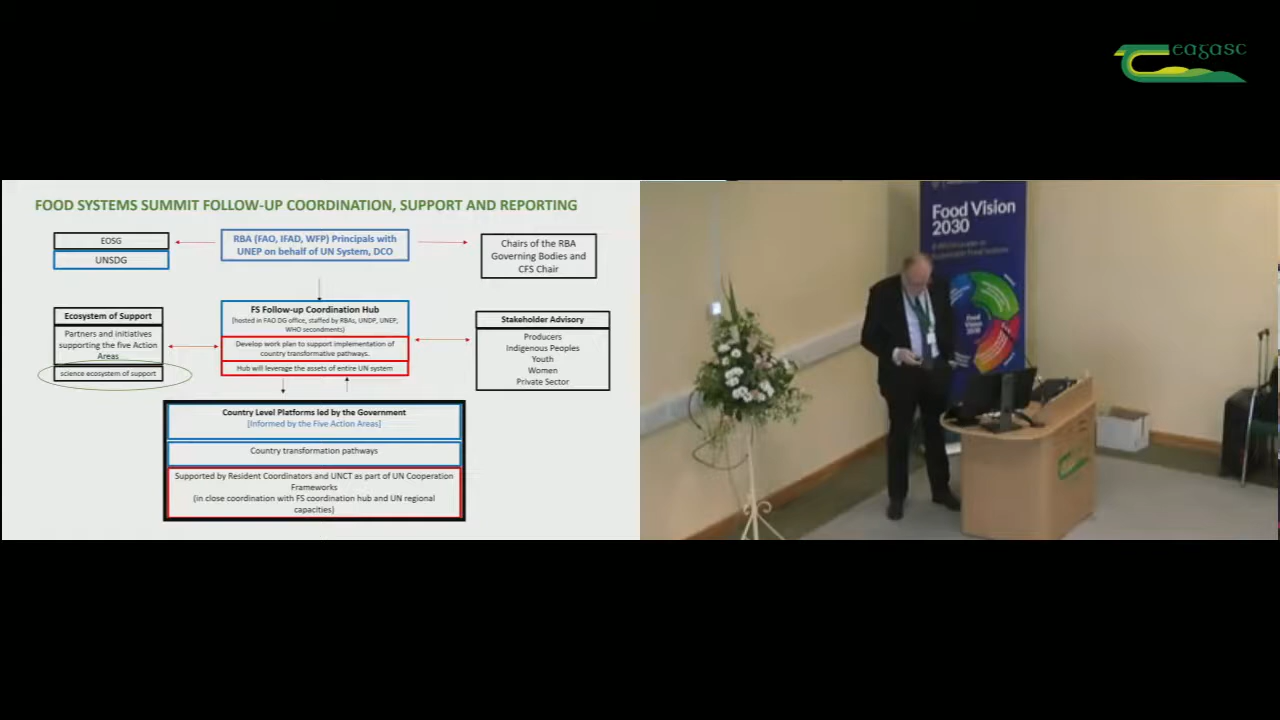 teagasc
FOOD SYSTEMS SUMMIT FOLLOW-UP COORDINATION, SUPPORT AND REPORTING
EOSG
UNSDG
RBA (FAO, IFAD, WFP) Principals with
UNEP on behalf of UN System, DCO
Chairs of the RBA
Governing Bodies and
CFS Chair
Ecosystem of Support
Partners and initiatives
supporting the five Action
Areas
science ecosystem of support
FS Follow-up Coordination Hub
(hosted in FAO DG office, staffed by RBAs, UNDP, UNEP,
WHO secondments)
Develop work plan to support implementation of
country transformative pathways.
Hub will leverage the assets of entire UN system
Stakeholder Advisory
Producers
Indigenous Peoples
Youth
Women
Private Sector
Country Level Platforms led by the Government
[Informed by the Five Action Areas]
Country transformation pathways
Supported by Resident Coordinators and UNCT as part of UN Cooperation
Frameworks
(in close coordination with FS coordination hub and UN regional
capacities)
Food Vision
2030
Food
Vision
2030